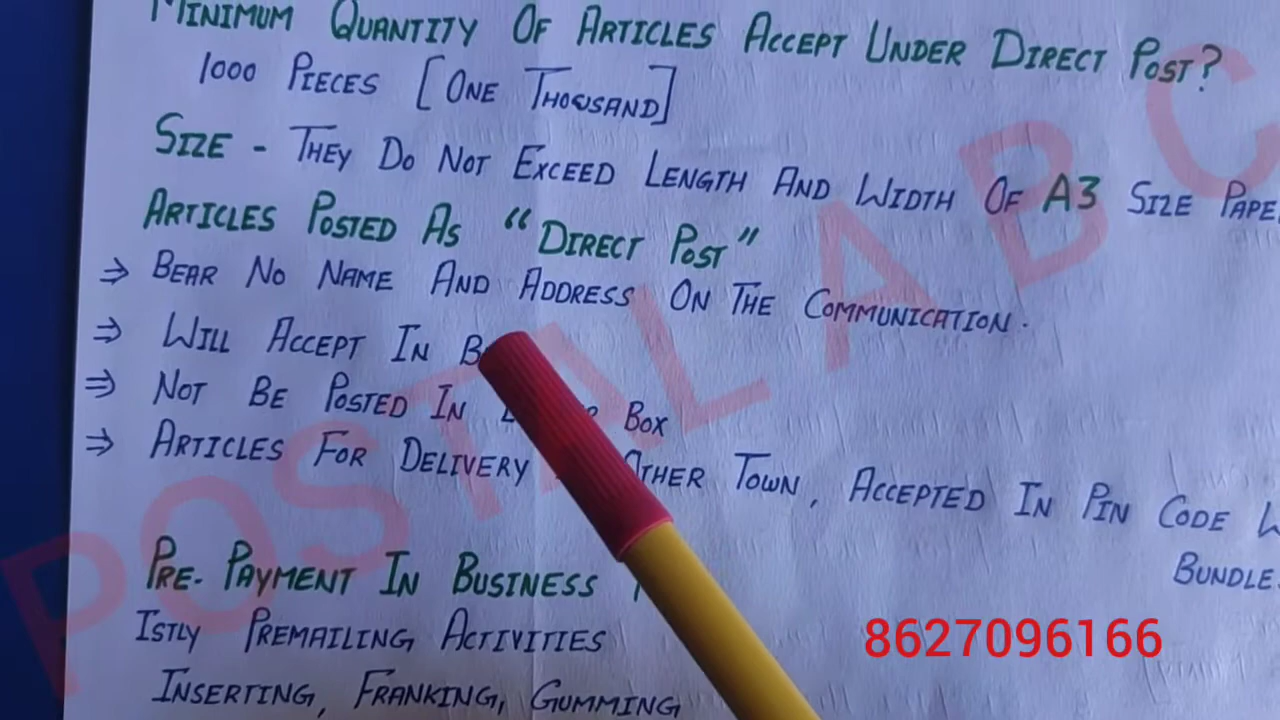 MINIMUM QUANTITY OF ARTICLES ACCEPT UNDER DIRECT POST?
1000 PIECES [ONE THOUSAND]
SIZE - THEY DO NOT EXCEED LENGTH AND WIDTH OF A3 SIZE PAPE
ARTICLES POSTED AS "DIRECT POST"
⇒ BEAR NO NAME AND ADDRESS ON THE COMMUNICATION.
⇒ WILL ACCEPT IN
⇒ NOT BE POSTED IN BOX
⇒ ARTICLES FOR DELIVERY OTHER TOWN, ACCEPTED IN PIN CODE
BUNDLE.
PRE-PAYMENT IN BUSINESS
ISTLY PREMAILING ACTIVITIES
INSERTING, FRANKING, GUMMING
POSTAL ABC
8627096166